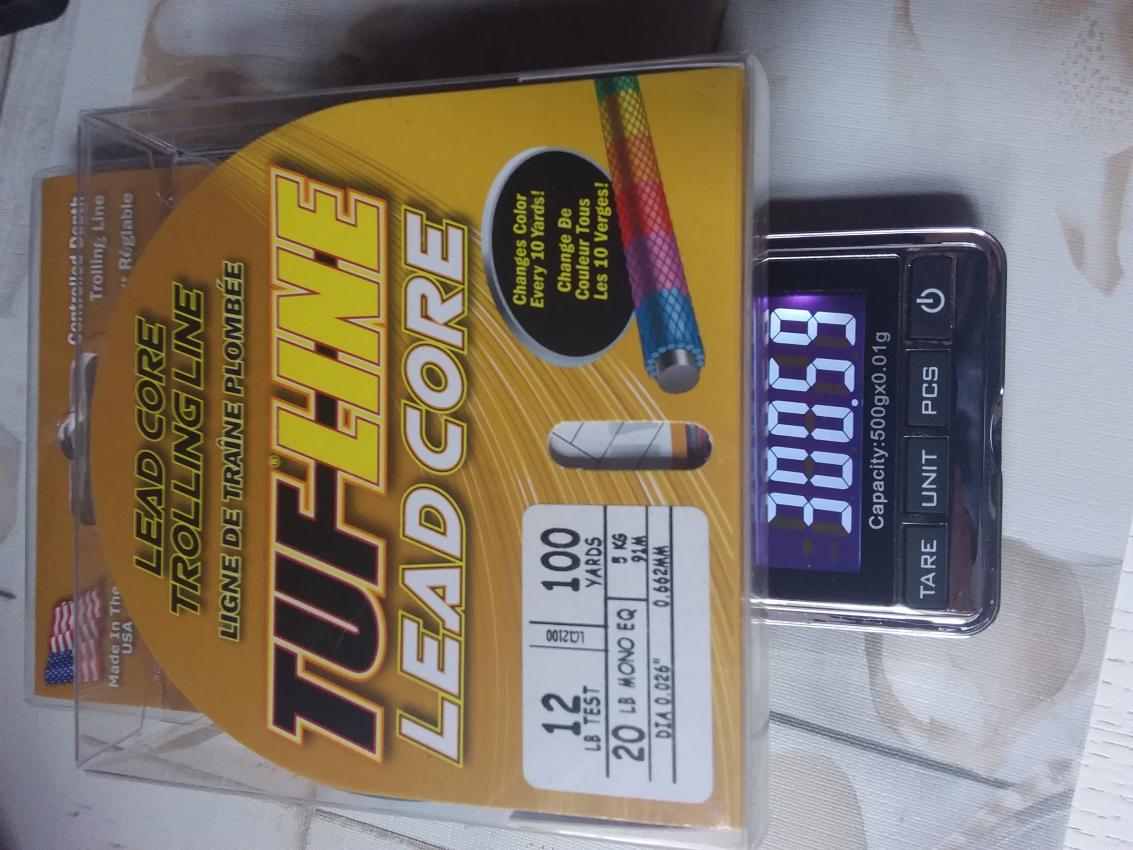 Controlled Depth
Trolling Line
Made In The
USA
LEAD CORE
TROLLING LINE
LIGNE DE TRAÎNE PLOMBÉE
TUF-LINE®
LEAD CORE
Changes Color
Every 10 Yards!
Change De
Couleur Tous
Les 10 Verges!
12
LB TEST
LC12100
100
YARDS
20 LB MONO EQ
5 KG
91M
DIA 0.026"
0.662MM
300.59
Capacity:500gx0.01g
TARE
UNIT
PCS